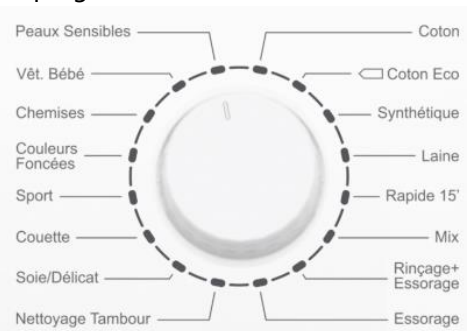 Peaux Sensibles
Coton
Vêt. Bébé
Coton Eco
Chemises
Synthétique
Couleurs
Foncées
Laine
Sport
Rapide 15'
Couette
Mix
Soie/Délicat
Rinçage+
Essorage
Nettoyage Tambour
Essorage